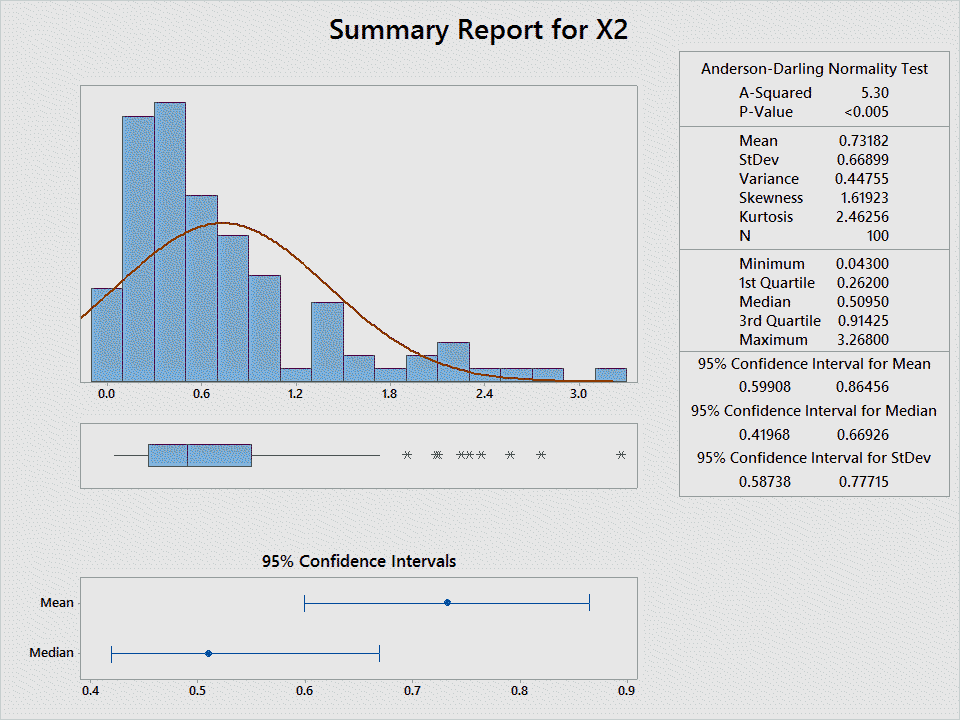 Summary Report for X2
0.0 0.6 1.2 1.8 2.4 3.0
Anderson-Darling Normality Test
A-Squared 5.30
P-Value <0.005
Mean 0.73182
StDev 0.66899
Variance 0.44755
Skewness 1.61923
Kurtosis 2.46256
N 100
Minimum 0.04300
1st Quartile 0.26200
Median 0.50950
3rd Quartile 0.91425
Maximum 3.26800
95% Confidence Interval for Mean
0.59908 0.86456
95% Confidence Interval for Median
0.41968 0.66926
95% Confidence Interval for StDev
0.58738 0.77715
95% Confidence Intervals
Mean
Median
0.4 0.5 0.6 0.7 0.8 0.9